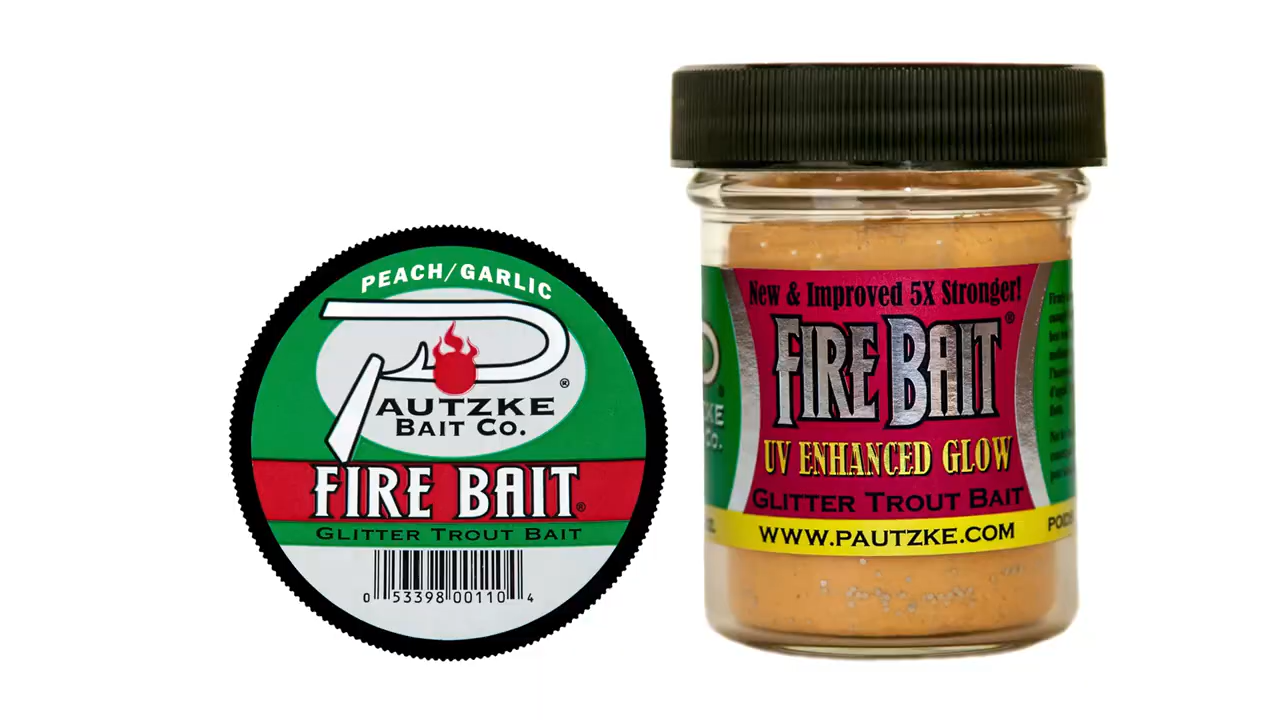 PEACH/GARLIC
PAUTZKE
BAIT CO.
®
FIRE BAIT®
GLITTER TROUT BAIT
0 53398 00110 4
New & Improved 5X Stronger!
FIRE BAIT®
UV ENHANCED GLOW
GLITTER TROUT BAIT
WWW.PAUTZKE.COM